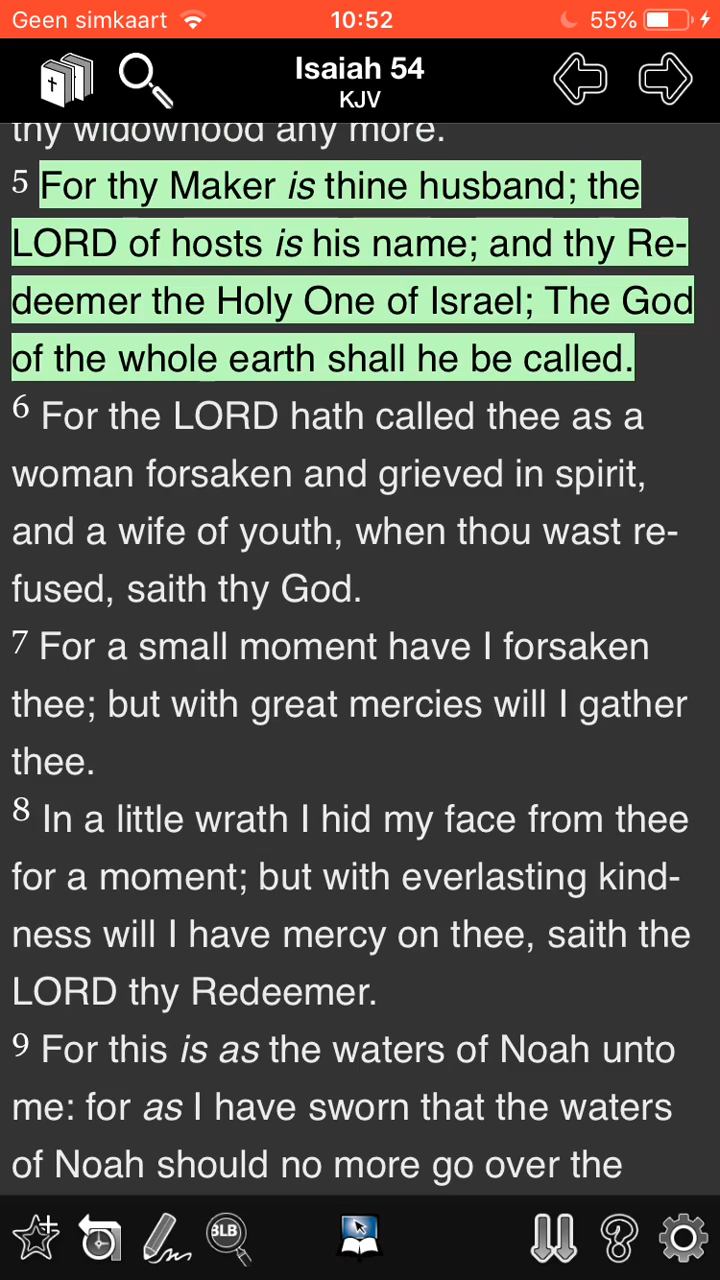 Geen simkaart 10:52 55%
Isaiah 54
KJV
thy widowhood any more.
5 For thy Maker is thine husband; the
LORD of hosts is his name; and thy Re-
deemer the Holy One of Israel; The God
of the whole earth shall he be called.
6 For the LORD hath called thee as a
woman forsaken and grieved in spirit,
and a wife of youth, when thou wast re-
fused, saith thy God.
7 For a small moment have I forsaken
thee; but with great mercies will I gather
thee.
8 In a little wrath I hid my face from thee
for a moment; but with everlasting kind-
ness will I have mercy on thee, saith the
LORD thy Redeemer.
9 For this is as the waters of Noah unto
me: for as I have sworn that the waters
of Noah should no more go over the
BLB